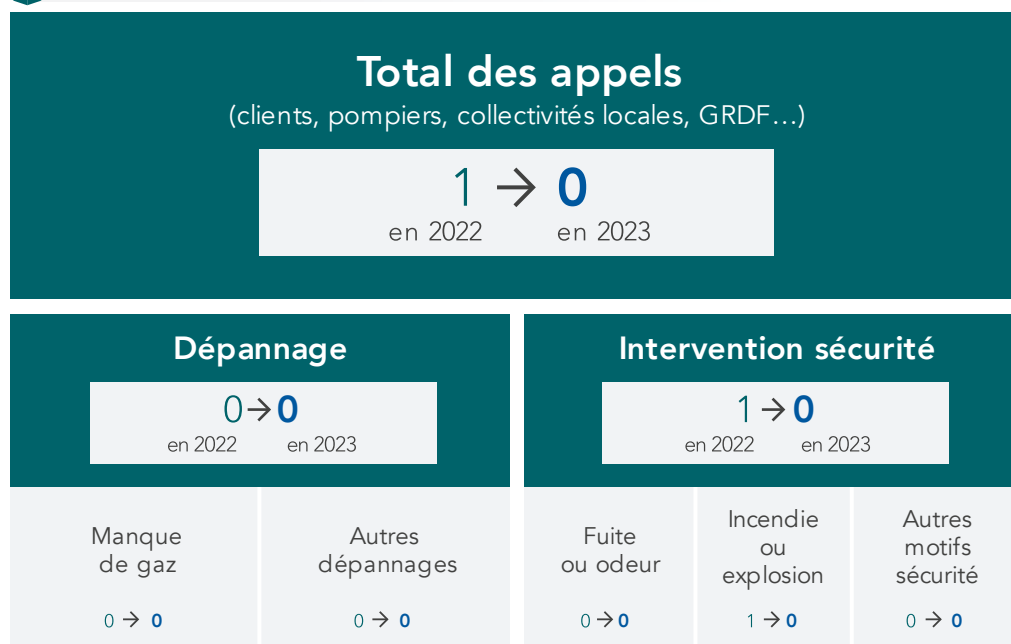 Total des appels
(clients, pompiers, collectivités locales, GRDF...)
1 → 0
en 2022 en 2023
Dépannage
0 → 0
en 2022 en 2023
Manque
de gaz
0 → 0
Autres
dépannages
0 → 0
Intervention sécurité
1 → 0
en 2022 en 2023
Fuite
ou odeur
0 → 0
Incendie
ou
explosion
1 → 0
Autres
motifs
sécurité
0 → 0